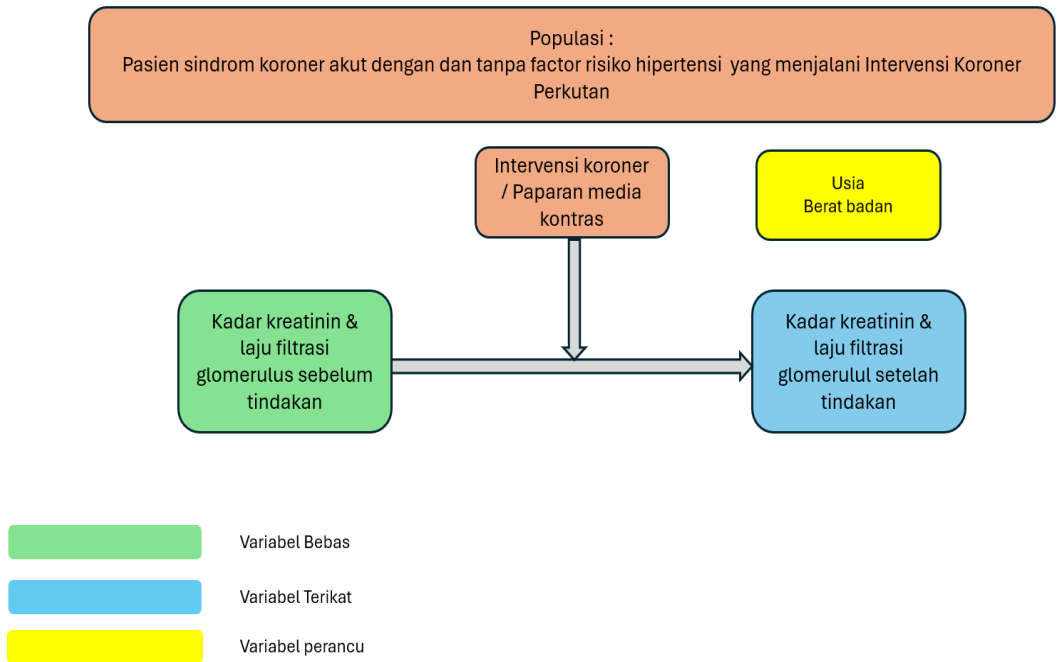 Populasi :
Pasien sindrom koroner akut dengan dan tanpa factor risiko hipertensi yang menjalani Intervensi Koroner
Perkutan
Intervensi koroner
/ Paparan media
kontras
Usia
Berat badan
Kadar kreatinin &
laju filtrasi
glomerulus sebelum
tindakan
Kadar kreatinin &
laju filtrasi
glomerulul setelah
tindakan
Variabel Bebas
Variabel Terikat
Variabel perancu